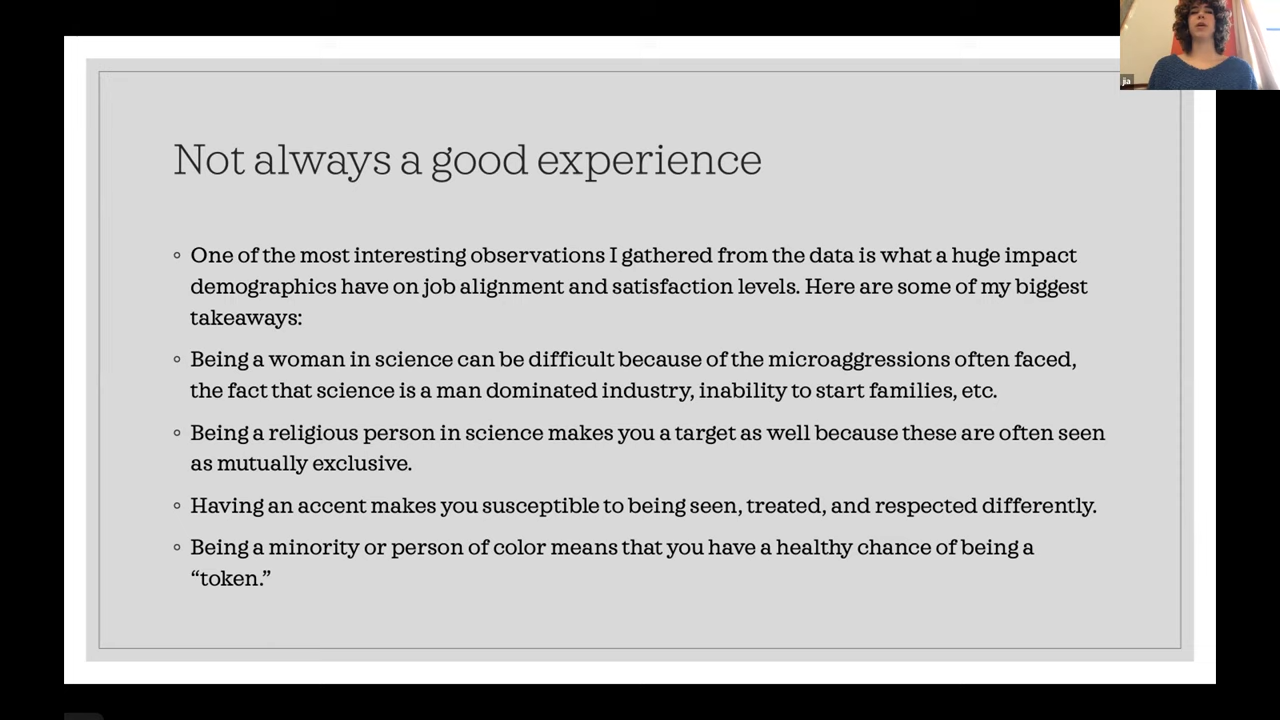 jia
Not always a good experience
◦ One of the most interesting observations I gathered from the data is what a huge impact
demographics have on job alignment and satisfaction levels. Here are some of my biggest
takeaways:
◦ Being a woman in science can be difficult because of the microaggressions often faced,
the fact that science is a man dominated industry, inability to start families, etc.
◦ Being a religious person in science makes you a target as well because these are often seen
as mutually exclusive.
◦ Having an accent makes you susceptible to being seen, treated, and respected differently.
◦ Being a minority or person of color means that you have a healthy chance of being a
“token.”